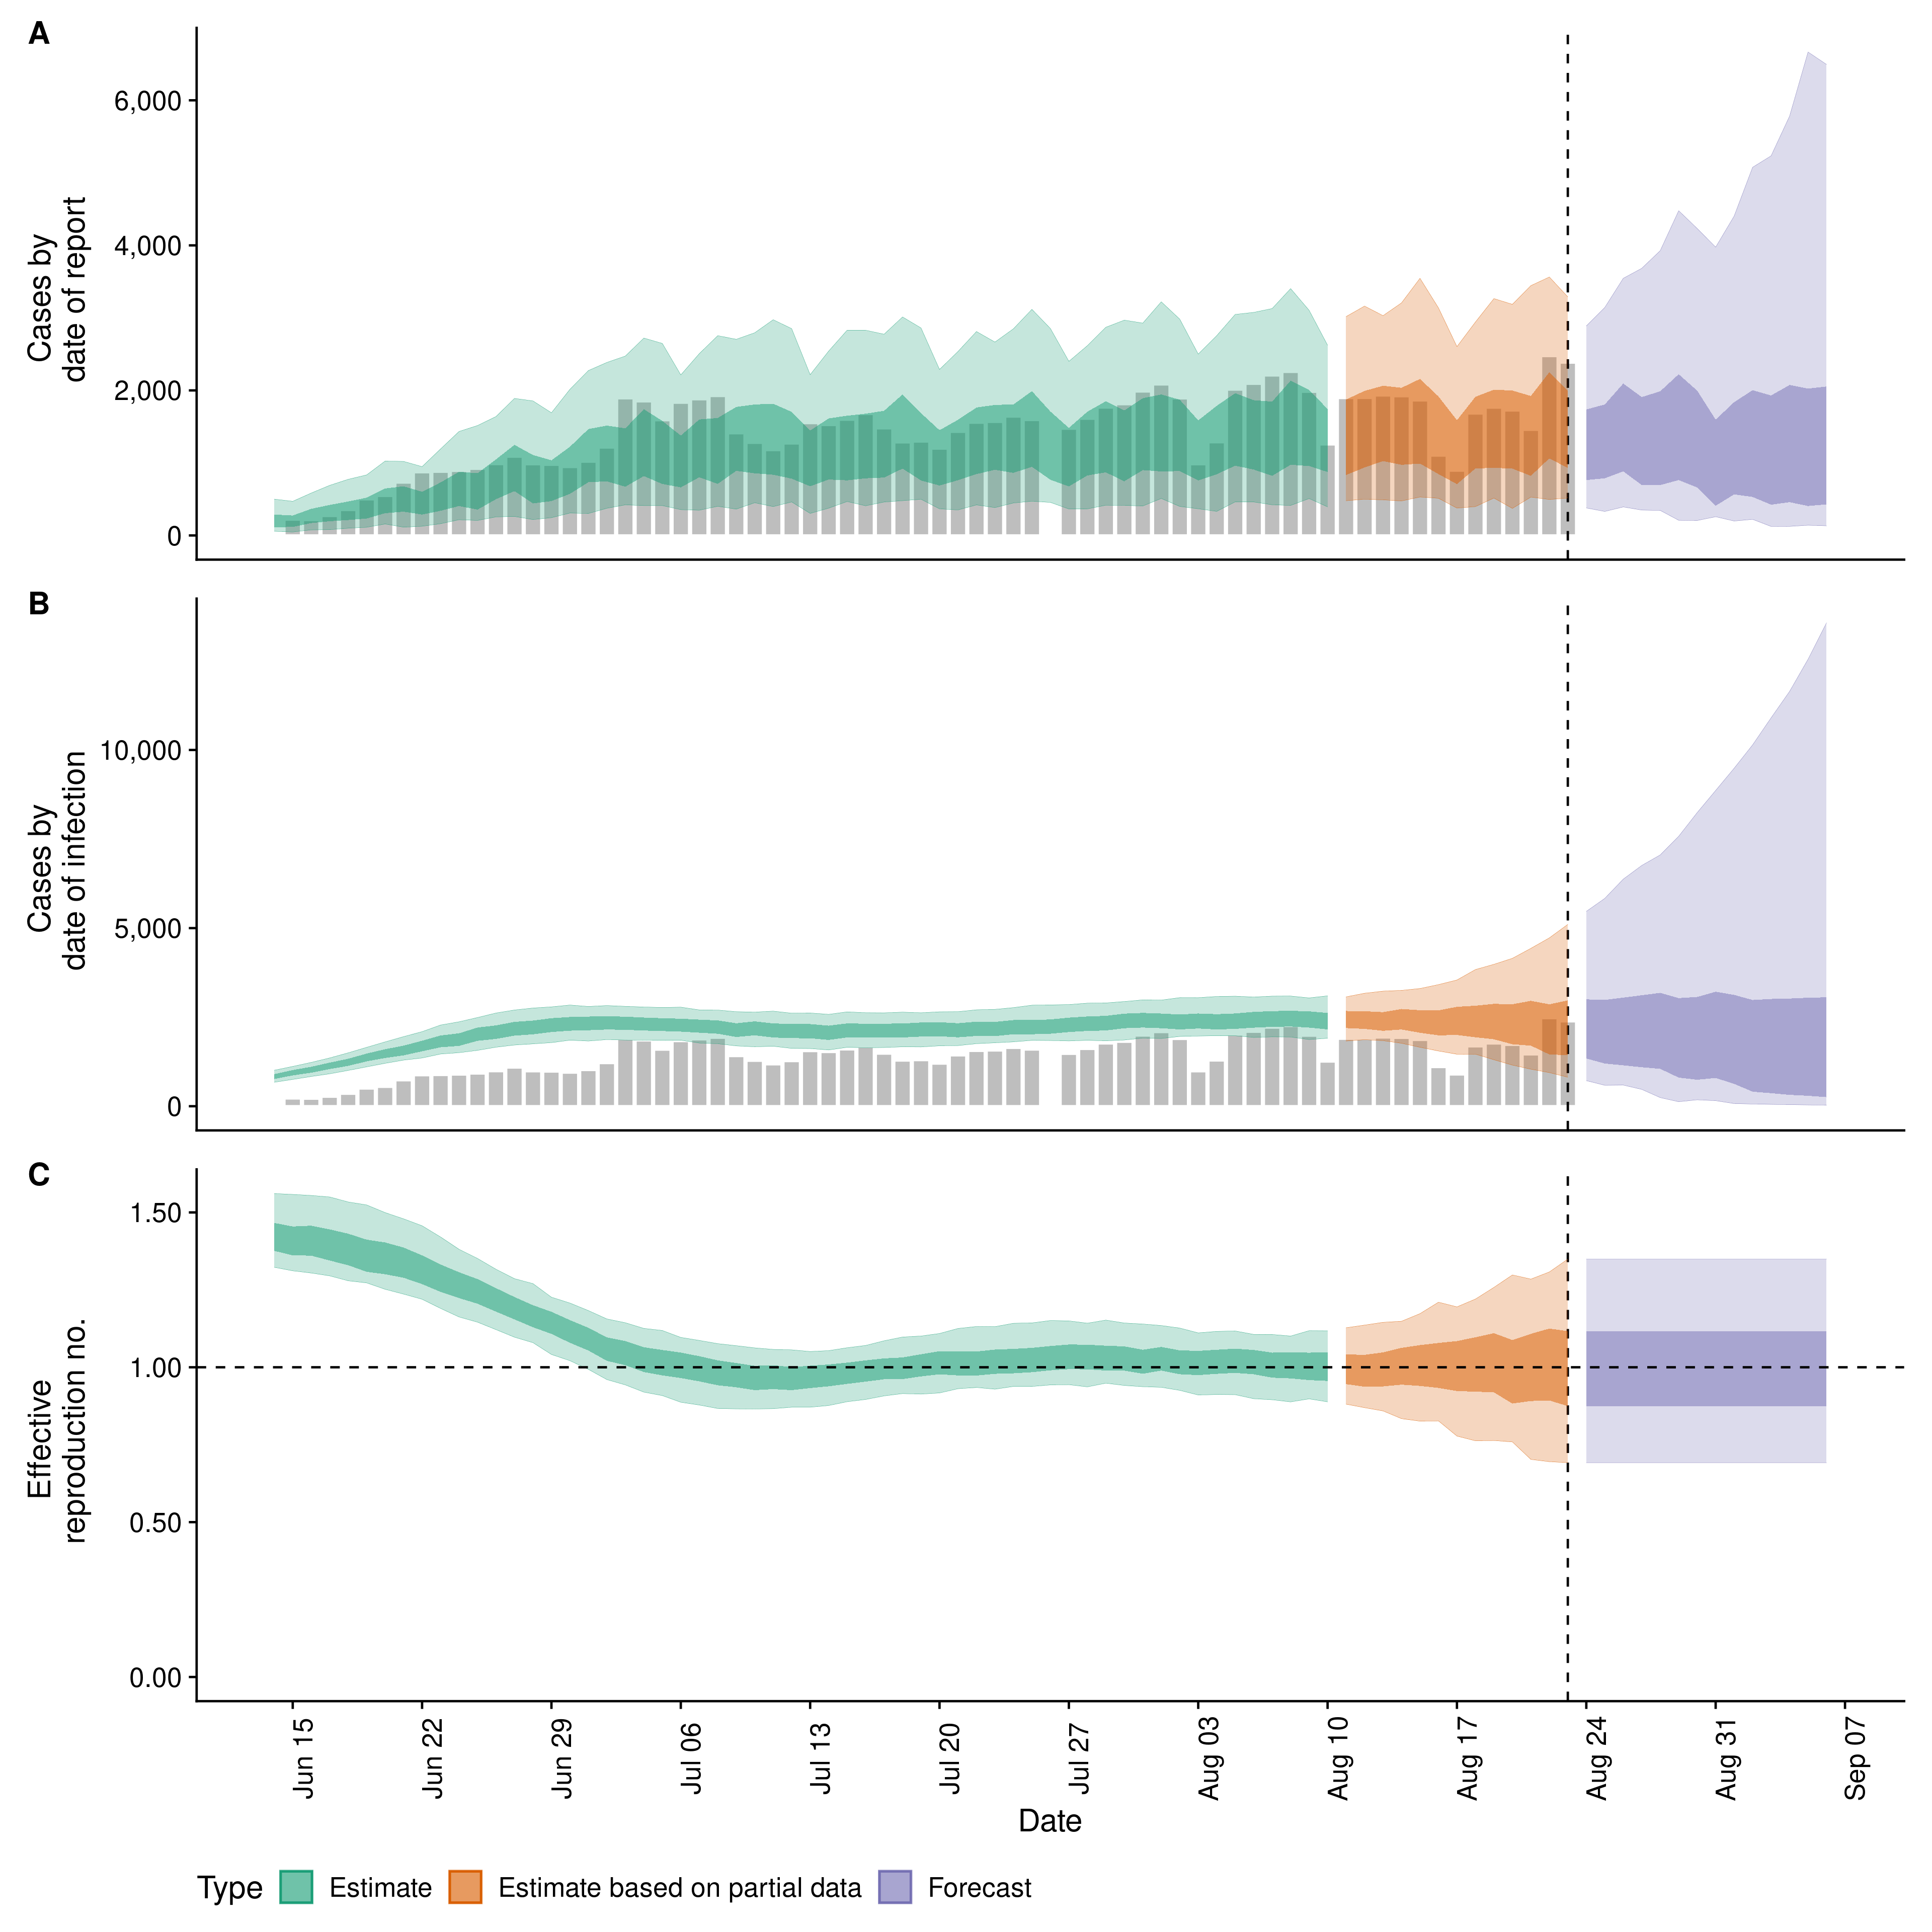 A
Cases by
date of report
6,000
4,000
2,000
0
B
Cases by
date of infection
10,000
5,000
0
C
Effective
reproduction no.
1.50
1.00
0.50
0.00
Jun 15
Jun 22
Jun 29
Jul 06
Jul 13
Jul 20
Jul 27
Aug 03
Aug 10
Aug 17
Aug 24
Aug 31
Sep 07
Date
Type Estimate Estimate based on partial data Forecast